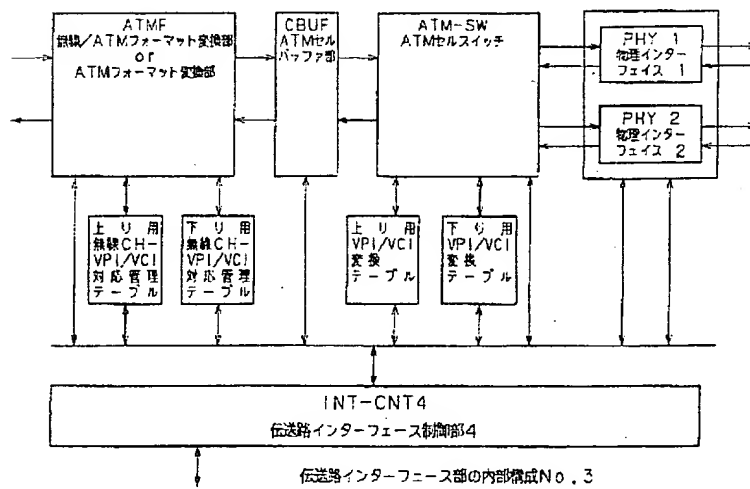 ATMF
無線/ATMフォーマット変換部
or
ATMフォーマット変換部
CBUF
ATMセル
バッファ部
ATM-SW
ATMセルスイッチ
PHY 1
物理インター
フェイス 1
PHY 2
物理インター
フェイス 2
上り用
無線CH-
VPI/VCI
対応管理
テーブル
下り用
無線CH-
VPI/VCI
対応管理
テーブル
上り用
VPI/VCI
変換
テーブル
下り用
VPI/VCI
変換
テーブル
INT-CNT4
伝送路インターフェース制御部4
伝送路インターフェース部の内部構成No.3